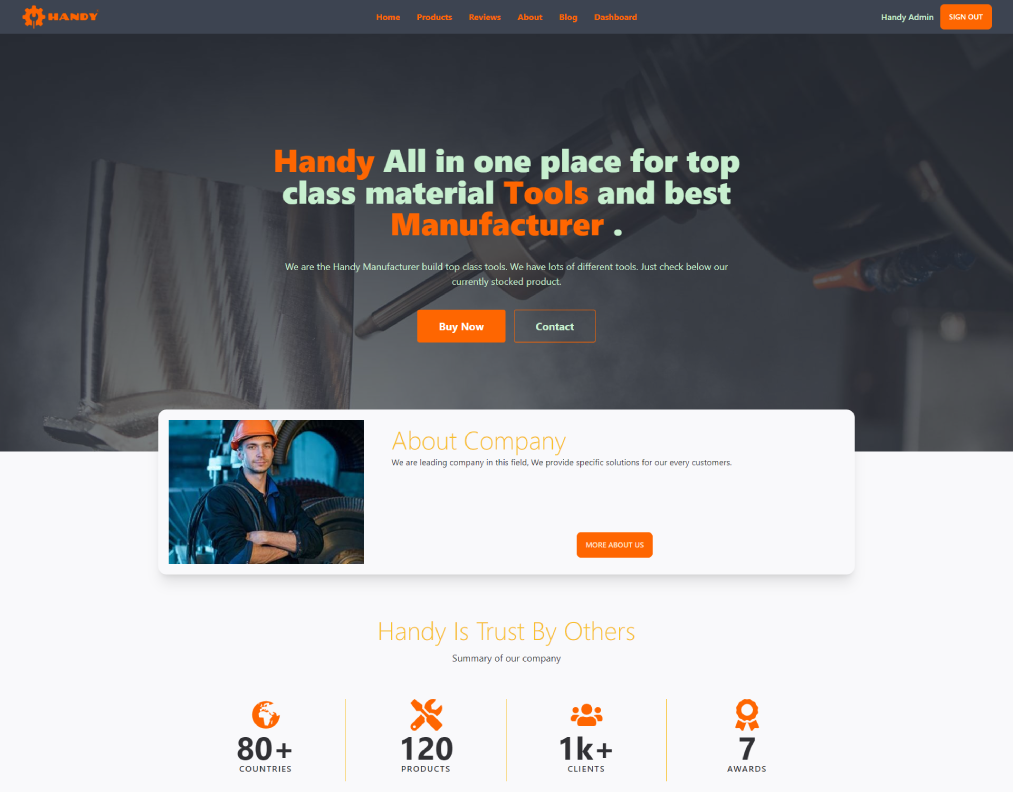 HANDY
Home Products Reviews About Blog Dashboard
Handy Admin SIGN OUT
Handy All in one place for top
class material Tools and best
Manufacturer .
We are the Handy Manufacturer build top class tools. We have lots of different tools. Just check below our
currently stocked product.
Buy Now Contact
About Company
We are leading company in this field, We provide specific solutions for our every customers.
MORE ABOUT US
Handy Is Trust By Others
Summary of our company
80+ 120 1k+ 7
COUNTRIES PRODUCTS CLIENTS AWARDS